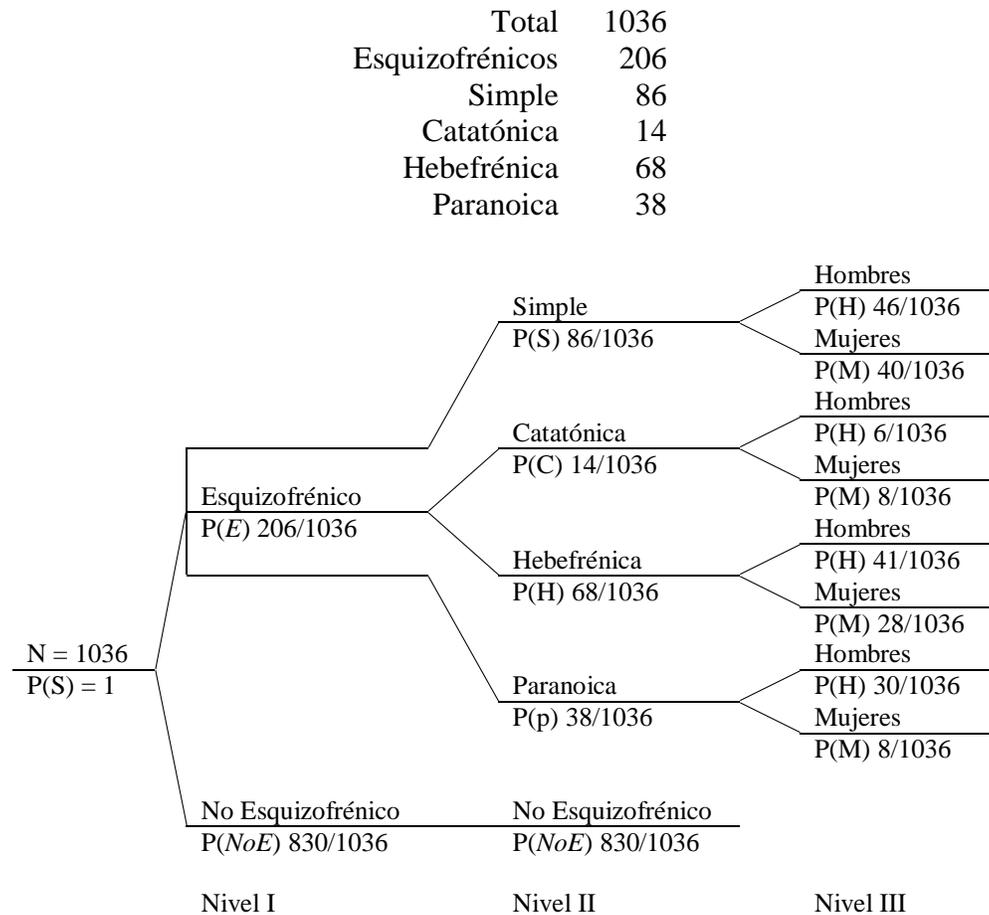 Total 1036
Esquizofrénicos 206
Simple 86
Catatónica 14
Hebefrénica 68
Paranoica 38
Hombres
P(H) 46/1036
Mujeres
P(M) 40/1036
Simple
P(S) 86/1036
Hombres
P(H) 6/1036
Mujeres
P(M) 8/1036
Catatónica
P(C) 14/1036
Esquizofrénico
P(E) 206/1036
Hombres
P(H) 41/1036
Mujeres
P(M) 28/1036
Hebefrénica
P(H) 68/1036
N = 1036
P(S) = 1
Hombres
P(H) 30/1036
Mujeres
P(M) 8/1036
Paranoica
P(p) 38/1036
No Esquizofrénico
P(NoE) 830/1036
No Esquizofrénico
P(NoE) 830/1036
Nivel I Nivel II Nivel III